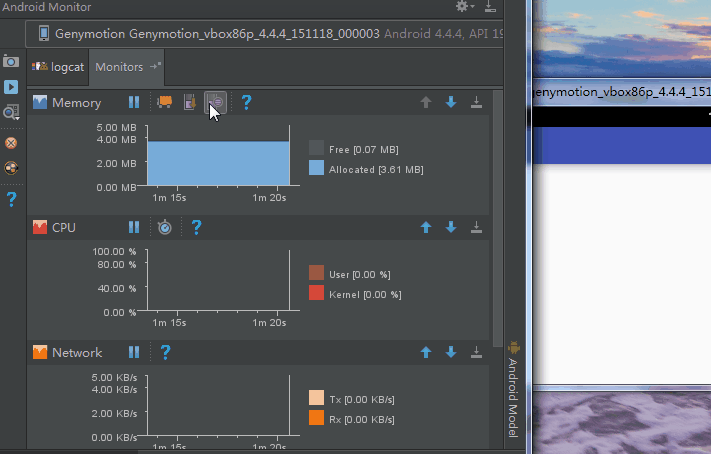 Android Monitor
Genymotion Genymotion_vbox86p_4.4.4_151118_000003 Android 4.4.4, API 19
logcat
Monitors
Memory
5.00 MB
4.00 MB
2.00 MB
0.00 MB
1m 15s
1m 20s
Free [0.07 MB]
Allocated [3.61 MB]
CPU
100.00 %
80.00 %
40.00 %
0.00 %
1m 15s
1m 20s
User [0.00 %]
Kernel [0.00 %]
Network
5.00 KB/s
4.00 KB/s
2.00 KB/s
0.00 KB/s
1m 15s
1m 20s
Tx [0.00 KB/s]
Rx [0.00 KB/s]
Android Model
genymotion_vbox86p_4.4.4_151